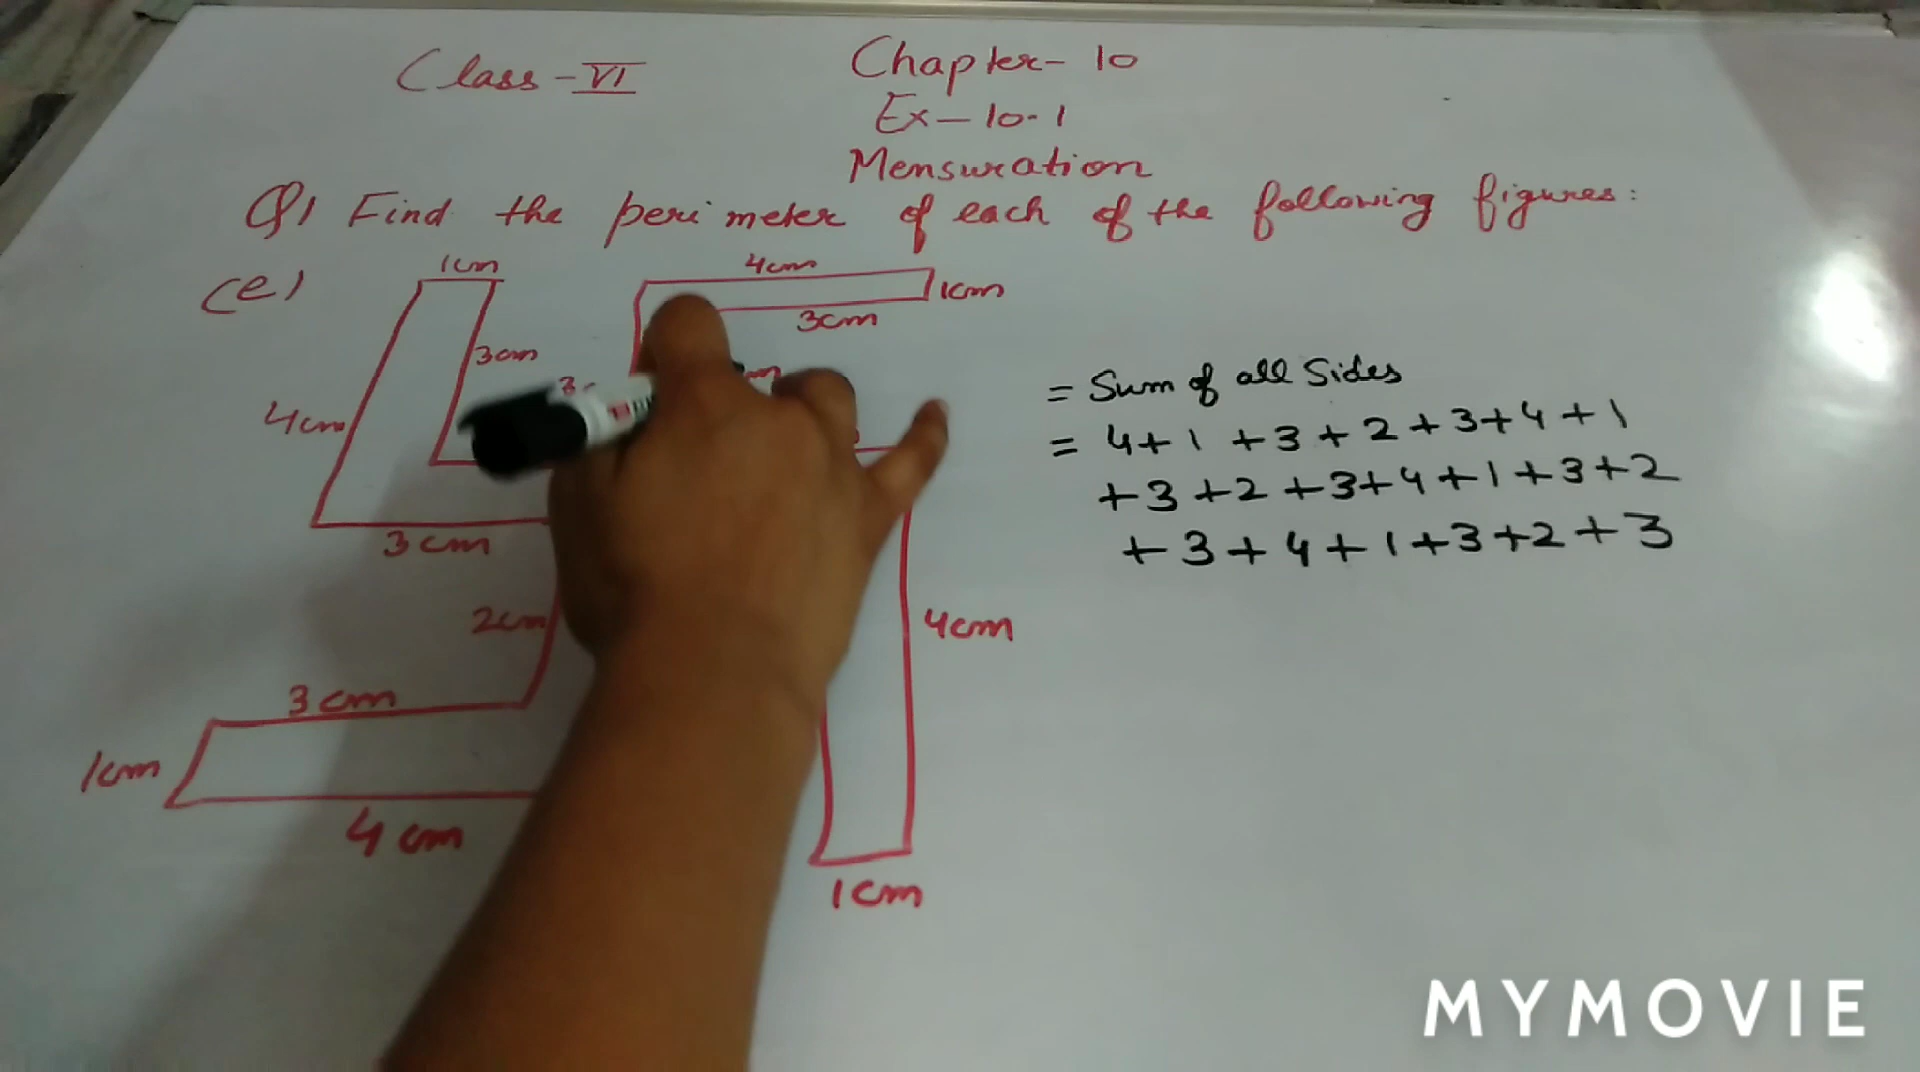 Class - VI
Chapter - 10
Ex - 10.1
Mensuration
Q1 Find the perimeter of each of the following figures:
(e)
1cm
4cm
1cm
3cm
3cm
4cm
3cm
2cm
4cm
3cm
1cm
4cm
1cm
= Sum of all Sides
= 4+1+3+2+3+4+1
+3+2+3+4+1+3+2
+3+4+1+3+2+3
MYMOVIE